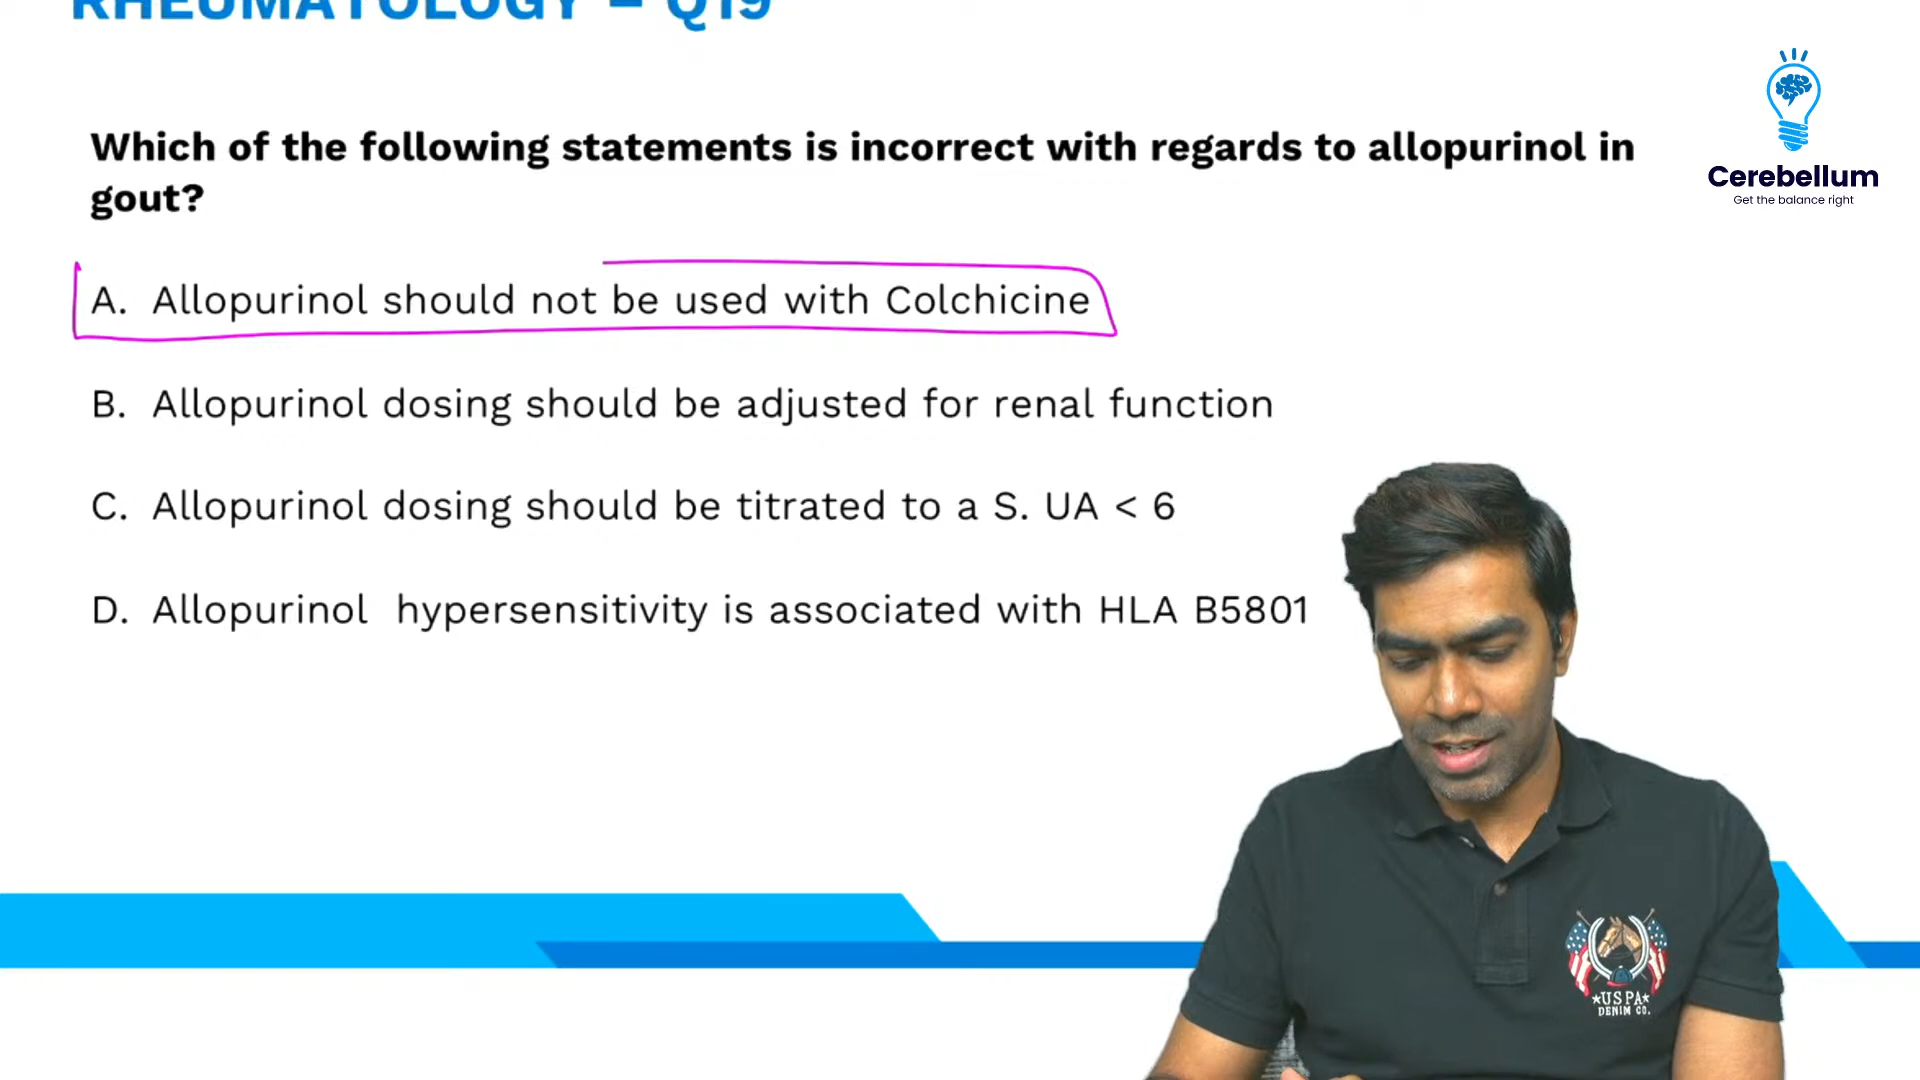 RHEUMATOLOGY – Q19
Cerebellum
Get the balance right
Which of the following statements is incorrect with regards to allopurinol in
gout?
A. Allopurinol should not be used with Colchicine
B. Allopurinol dosing should be adjusted for renal function
C. Allopurinol dosing should be titrated to a S. UA < 6
D. Allopurinol hypersensitivity is associated with HLA B5801
★USPA★
DENIM CO.